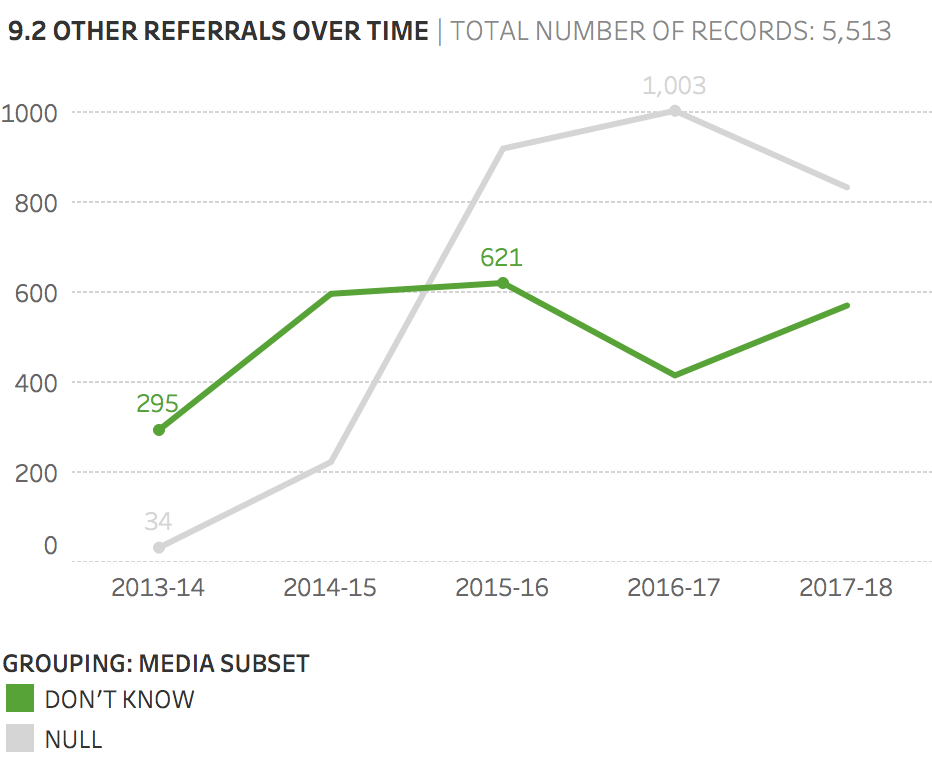 9.2 OTHER REFERRALS OVER TIME | TOTAL NUMBER OF RECORDS: 5,513
1,003
1000
800
621
600
400
295
200
34
0
2013-14 2014-15 2015-16 2016-17 2017-18
GROUPING: MEDIA SUBSET
DON'T KNOW
NULL